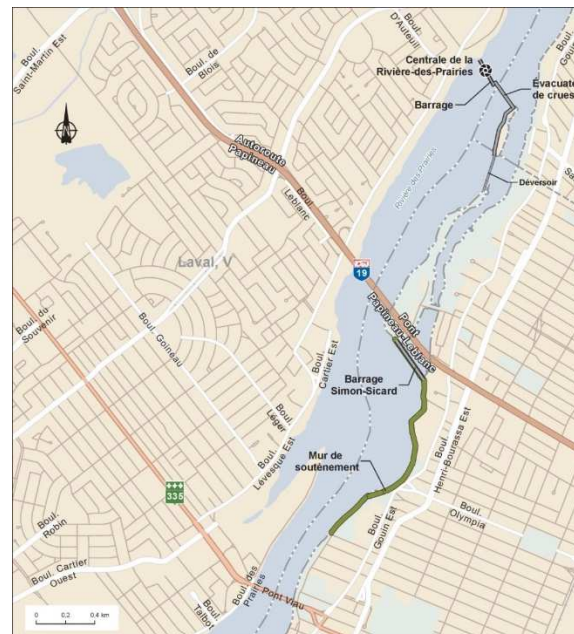 Boul.
Saint-Martin Est
Boul. de
Blois
Boul.
D'Auteuil
Centrale de la
Rivière-des-Prairies
Barrage
Évacuate
de crues
Boul.
Déversoir
Rivière des Prairies
Autoroute
Papineau
Boul.
Leblanc
Laval, V
19
Pont
Papineau-Leblanc
Boul. du
Souvenir
Boul. Goineau
Boul.
Cartier Est
Barrage
Simon-Sicard
Boul.
Léger
Boul.
Lévesque Est
Mur de
soutènement
Boul.
Henri-Bourassa Est
335
Boul.
Olympia
Boul.
Gouin Est
Boul.
Robin
Boul. Cartier
Ouest
Boul. des
Prairies
Pont Viau
Boul.
Talbot
0 0,2 0,4 km